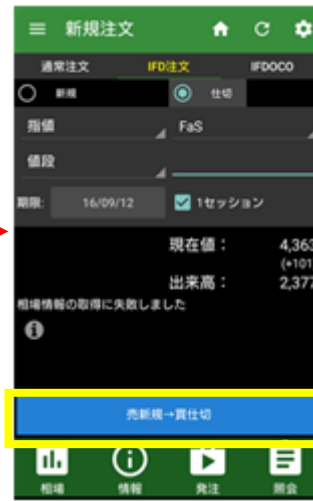 新規注文
通常注文 IFD注文 IFDOCO
新規 仕切
指値 FaS
値段
期限: 16/09/12 1セッション
現在値： 4,363
(+101
出来高： 2,377
相場情報の取得に失敗しました
売新規→買仕切
相場 情報 発注 照会